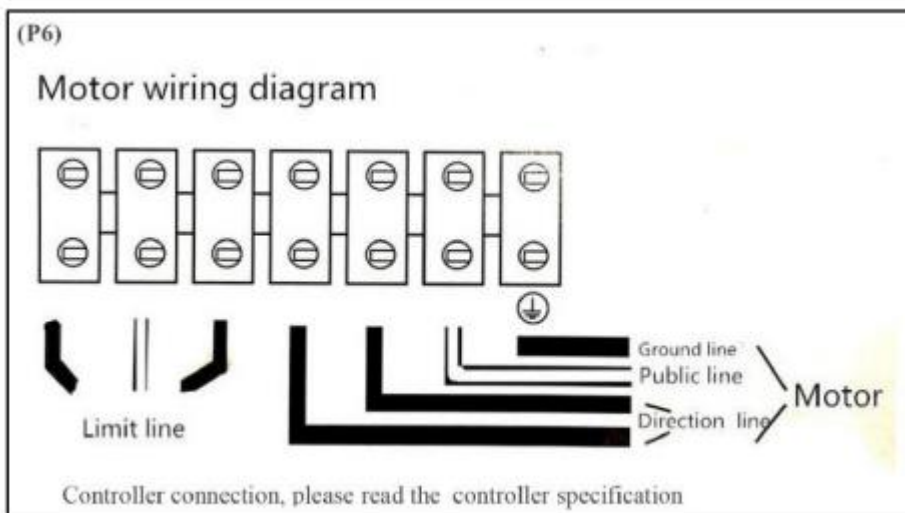 (P6)
Motor wiring diagram
Ground line
Public line
Direction line
Motor
Limit line
Controller connection, please read the controller specification